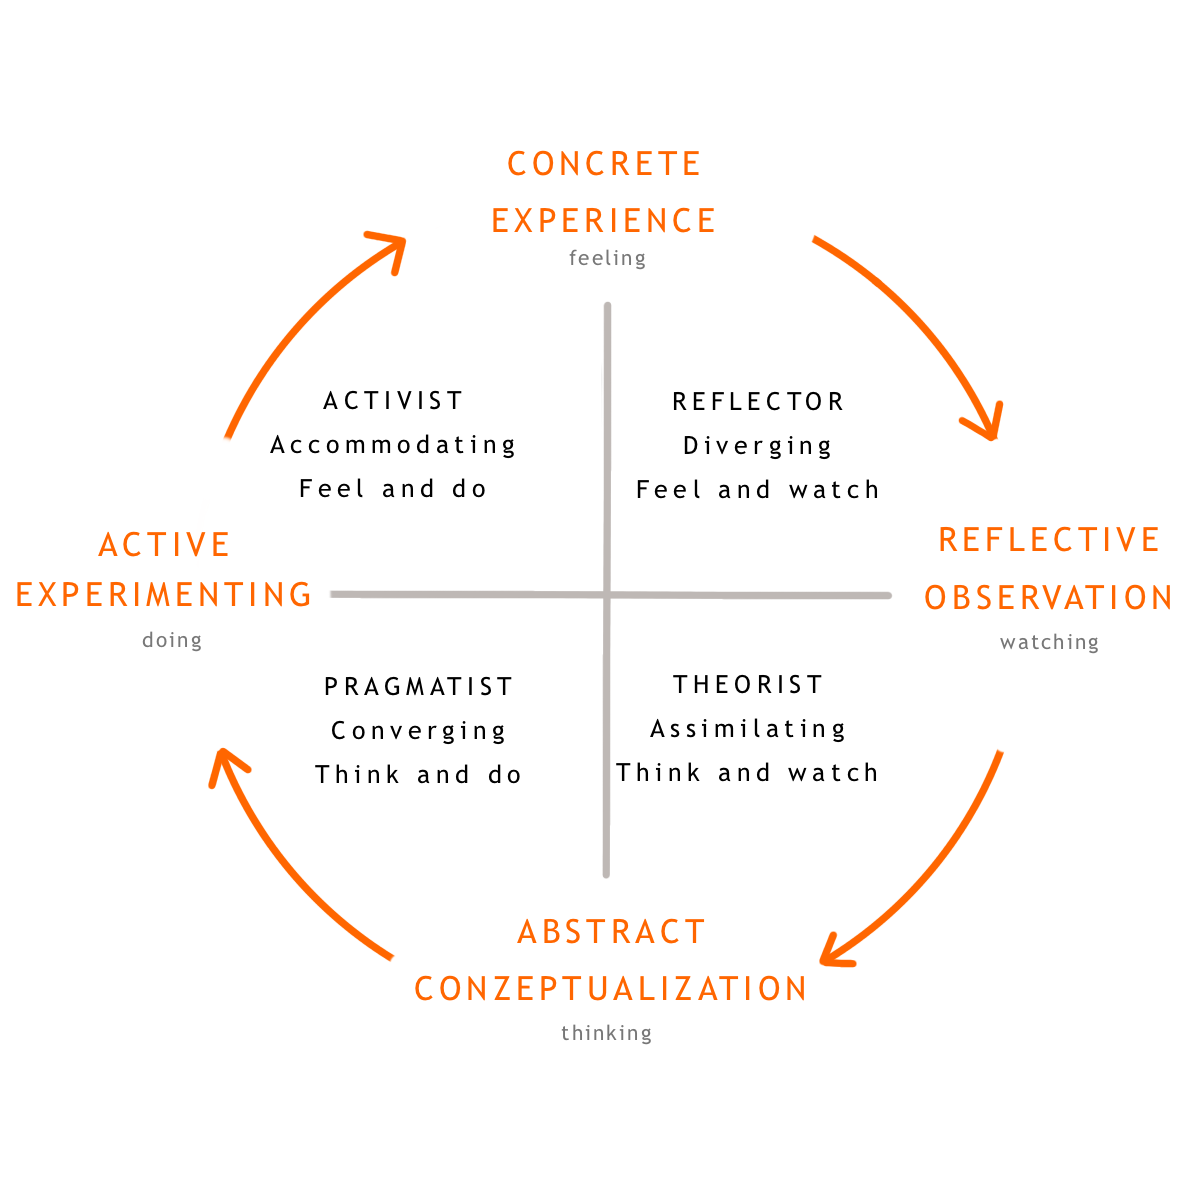 CONCRETE
EXPERIENCE
feeling
ACTIVIST
Accommodating
Feel and do
REFLECTOR
Diverging
Feel and watch
ACTIVE
EXPERIMENTING
doing
REFLECTIVE
OBSERVATION
watching
PRAGMATIST
Converging
Think and do
THEORIST
Assimilating
Think and watch
ABSTRACT
CONZEPTUALIZATION
thinking